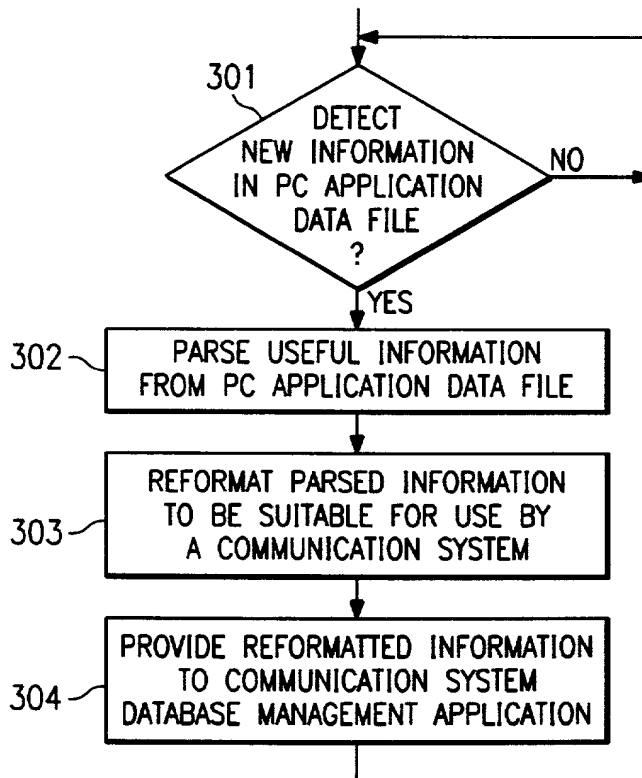 301
DETECT
NEW INFORMATION
IN PC APPLICATION
DATA FILE
?
NO
YES
302
PARSE USEFUL INFORMATION
FROM PC APPLICATION DATA FILE
303
REFORMAT PARSED INFORMATION
TO BE SUITABLE FOR USE BY
A COMMUNICATION SYSTEM
304
PROVIDE REFORMATTED INFORMATION
TO COMMUNICATION SYSTEM
DATABASE MANAGEMENT APPLICATION